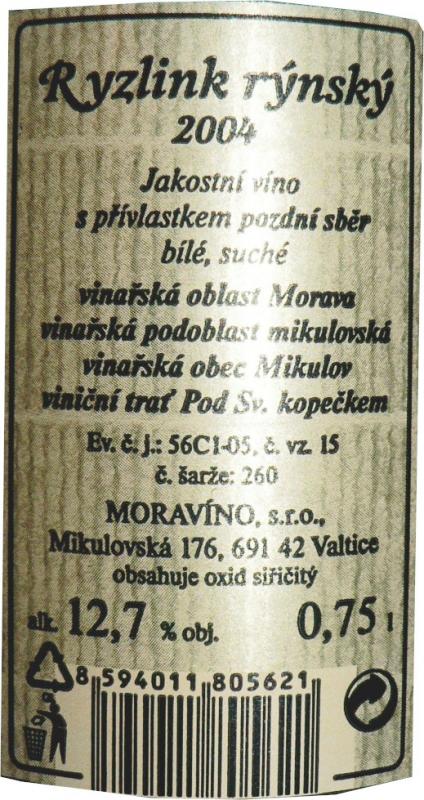 Ryzlink rýnský
2004
Jakostní víno
s přívlastkem pozdní sběr
bílé, suché
vinařská oblast Morava
vinařská podoblast mikulovská
vinařská obec Mikulov
viniční trať Pod Sv. kopečkem
Ev. č. j.: 56C1-05, č. vz. 15
č. šarže: 260
MORAVÍNO, s.r.o.,
Mikulovská 176, 691 42 Valtice
obsahuje oxid siřičitý
alk. 12,7 % obj. 0,75 l
8 594011 805621